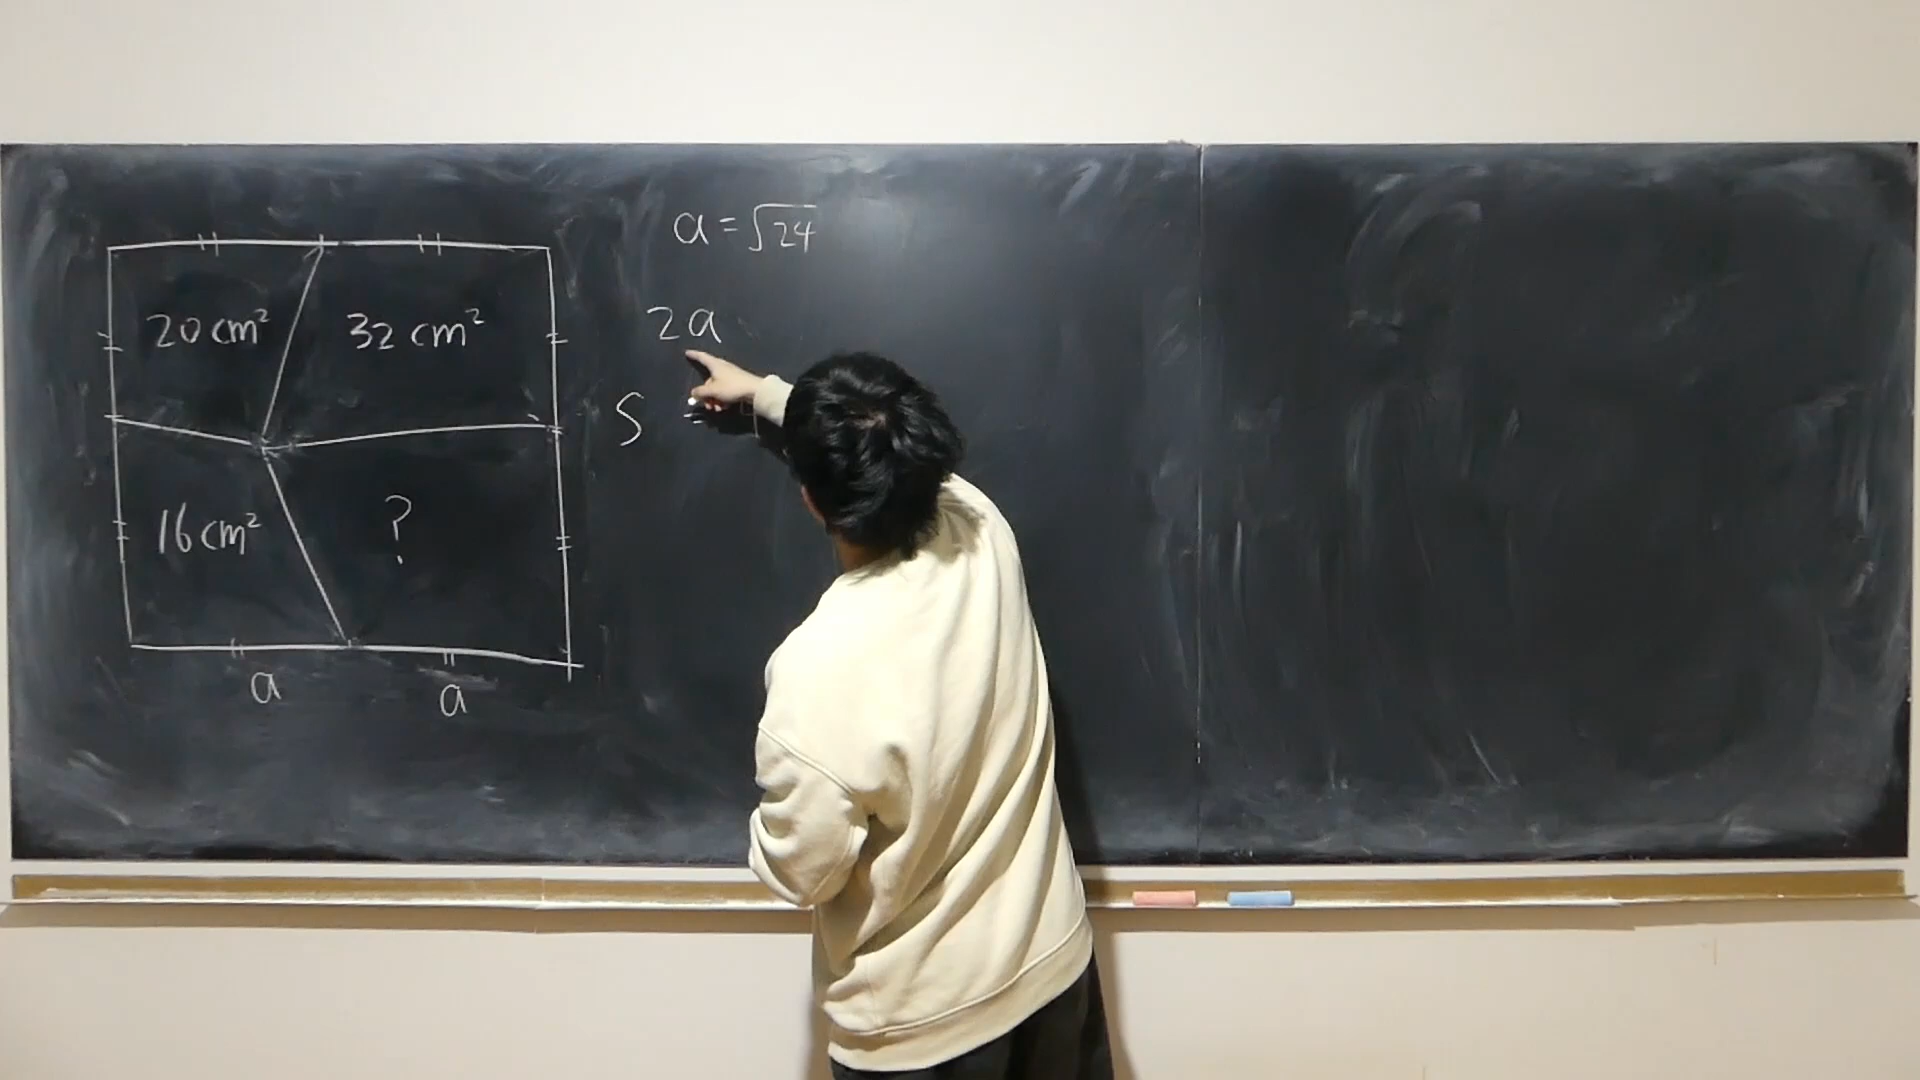 20 cm²
32 cm²
16 cm²
?
a
a
a = √24
2a
S